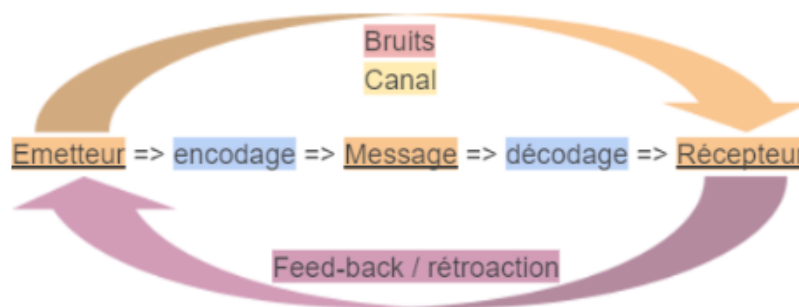 Bruits
Canal
Emetteur => encodage => Message => décodage => Récepteur
Feed-back / rétroaction